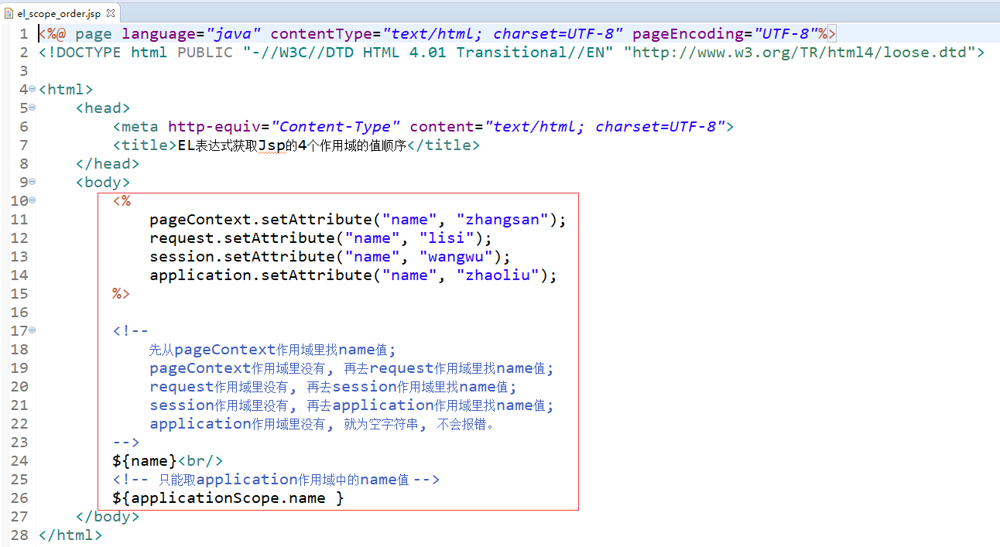 el_scope_order.jsp
1 <%@ page language="java" contentType="text/html; charset=UTF-8" pageEncoding="UTF-8"%>
2 <!DOCTYPE html PUBLIC "-//W3C//DTD HTML 4.01 Transitional//EN" "http://www.w3.org/TR/html4/loose.dtd">
3
4 <html>
5     <head>
6         <meta http-equiv="Content-Type" content="text/html; charset=UTF-8">
7         <title>EL表达式获取Jsp的4个作用域的值顺序</title>
8     </head>
9     <body>
10         <%
11             pageContext.setAttribute("name", "zhangsan");
12             request.setAttribute("name", "lisi");
13             session.setAttribute("name", "wangwu");
14             application.setAttribute("name", "zhaoliu");
15         %>
16
17         <!--
18             先从pageContext作用域里找name值;
19             pageContext作用域里没有, 再去request作用域里找name值;
20             request作用域里没有, 再去session作用域里找name值;
21             session作用域里没有, 再去application作用域里找name值;
22             application作用域里没有, 就为空字符串, 不会报错。
23         -->
24         ${name}<br/>
25         <!-- 只能取application作用域中的name值 -->
26         ${applicationScope.name }
27     </body>
28 </html>